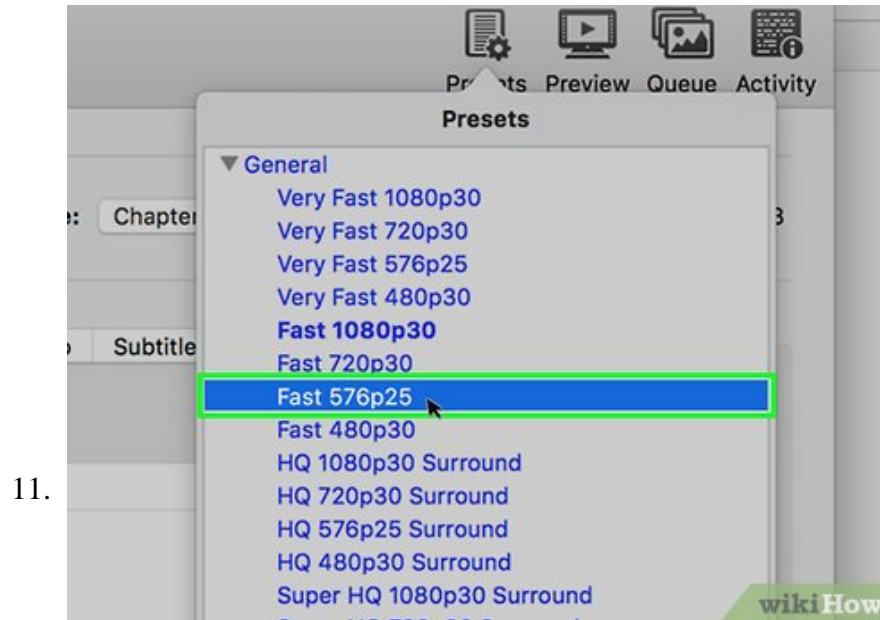 Presets Preview Queue Activity
Presets
General
Very Fast 1080p30
: Chapter 3
Very Fast 720p30
Very Fast 576p25
Very Fast 480p30
Fast 1080p30
Subtitle
Fast 720p30
Fast 576p25
Fast 480p30
HQ 1080p30 Surround
11.
HQ 720p30 Surround
HQ 576p25 Surround
HQ 480p30 Surround
Super HQ 1080p30 Surround
wikiHow